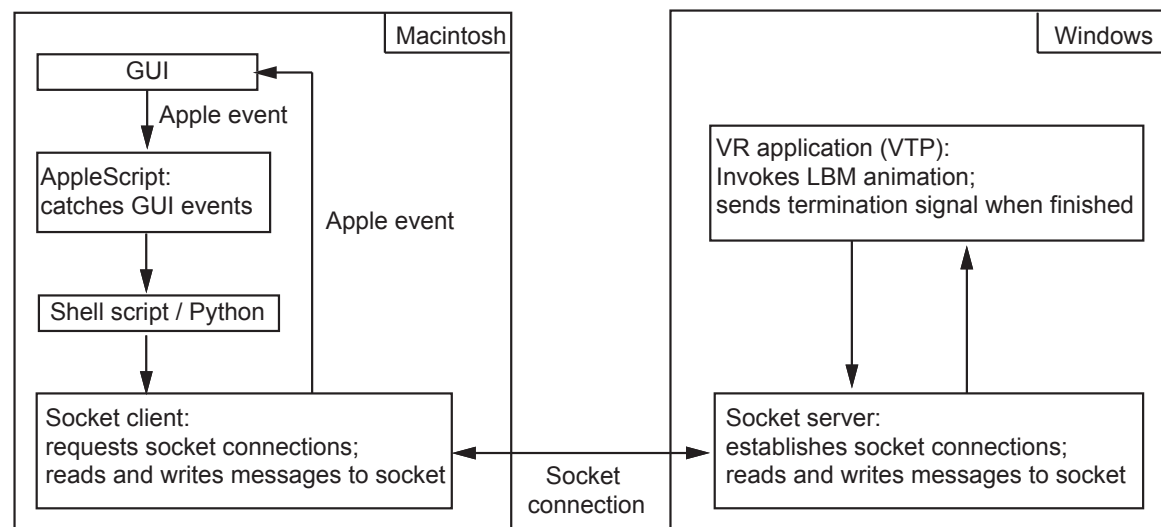 Macintosh
GUI
Apple event
AppleScript:
catches GUI events
Apple event
Shell script / Python
Socket client:
requests socket connections;
reads and writes messages to socket
Socket
connection
Windows
VR application (VTP):
Invokes LBM animation;
sends termination signal when finished
Socket server:
establishes socket connections;
reads and writes messages to socket